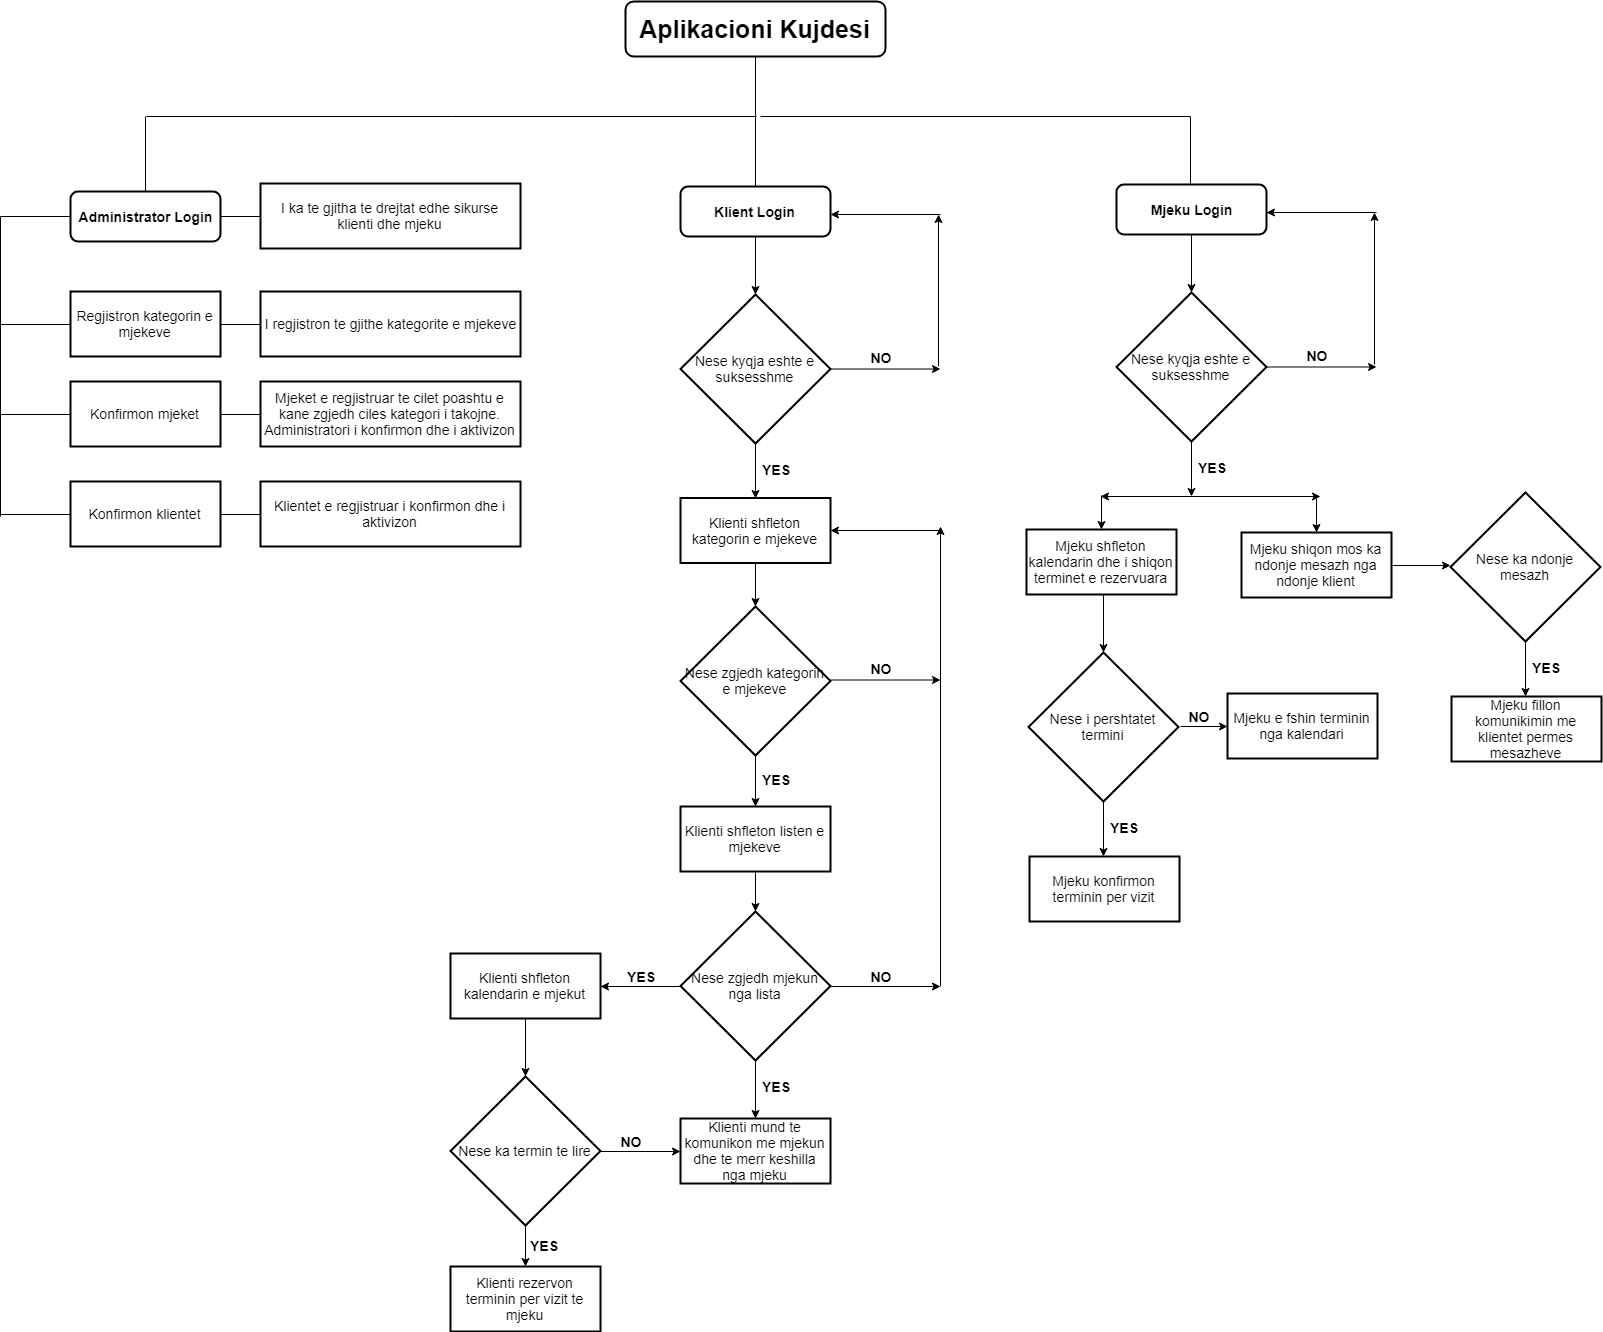 Aplikacioni Kujdesi
Administrator Login
I ka te gjitha te drejtat edhe sikurse
klienti dhe mjeku
Regjistron kategorin e
mjekeve
I regjistron te gjithe kategorite e mjekeve
Konfirmon mjeket
Mjeket e regjistruar te cilet poashtu e
kane zgjedh ciles kategori i takojne.
Administratori i konfirmon dhe i aktivizon
Konfirmon klientet
Klientet e regjistruar i konfirmon dhe i
aktivizon
Klient Login
Nese kyqja eshte e
suksesshme
NO
YES
Klienti shfleton
kategorin e mjekeve
Nese zgjedh kategorin
e mjekeve
NO
YES
Klienti shfleton listen e
mjekeve
Nese zgjedh mjekun
nga lista
NO
YES
Klienti shfleton
kalendarin e mjekut
YES
Nese ka termin te lire
NO
Klienti mund te
komunikon me mjekun
dhe te merr keshilla
nga mjeku
YES
Klienti rezervon
terminin per vizit te
mjeku
Mjeku Login
Nese kyqja eshte e
suksesshme
NO
YES
Mjeku shfleton
kalendarin dhe i shiqon
terminet e rezervuara
Nese i pershtatet
termini
NO
Mjeku e fshin terminin
nga kalendari
YES
Mjeku konfirmon
terminin per vizit
Mjeku shiqon mos ka
ndonje mesazh nga
ndonje klient
Nese ka ndonje
mesazh
YES
Mjeku fillon
komunikimin me
klientet permes
mesazheve